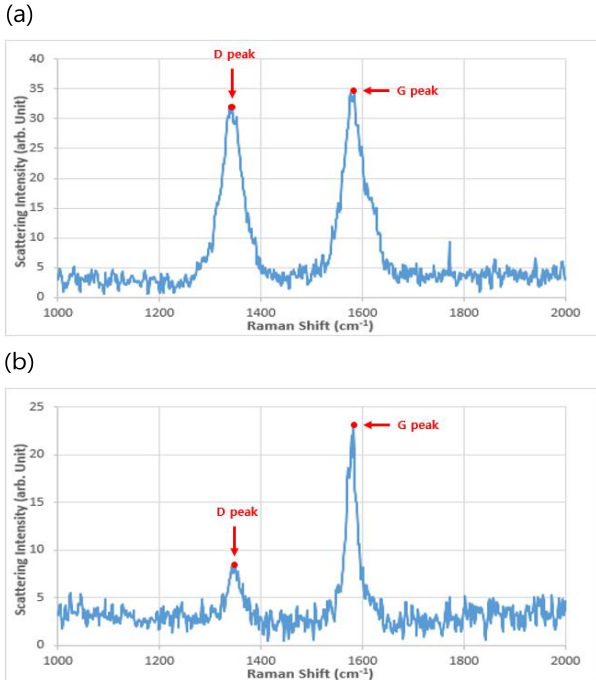 (a)
D peak
G peak
Scattering Intensity (arb. Unit)
40
35
30
25
20
15
10
5
0
1000 1200 1400 1600 1800 2000
Raman Shift (cm⁻¹)
(b)
G peak
D peak
Scattering Intensity (arb. Unit)
25
20
15
10
5
0
1000 1200 1400 1600 1800 2000
Raman Shift (cm⁻¹)